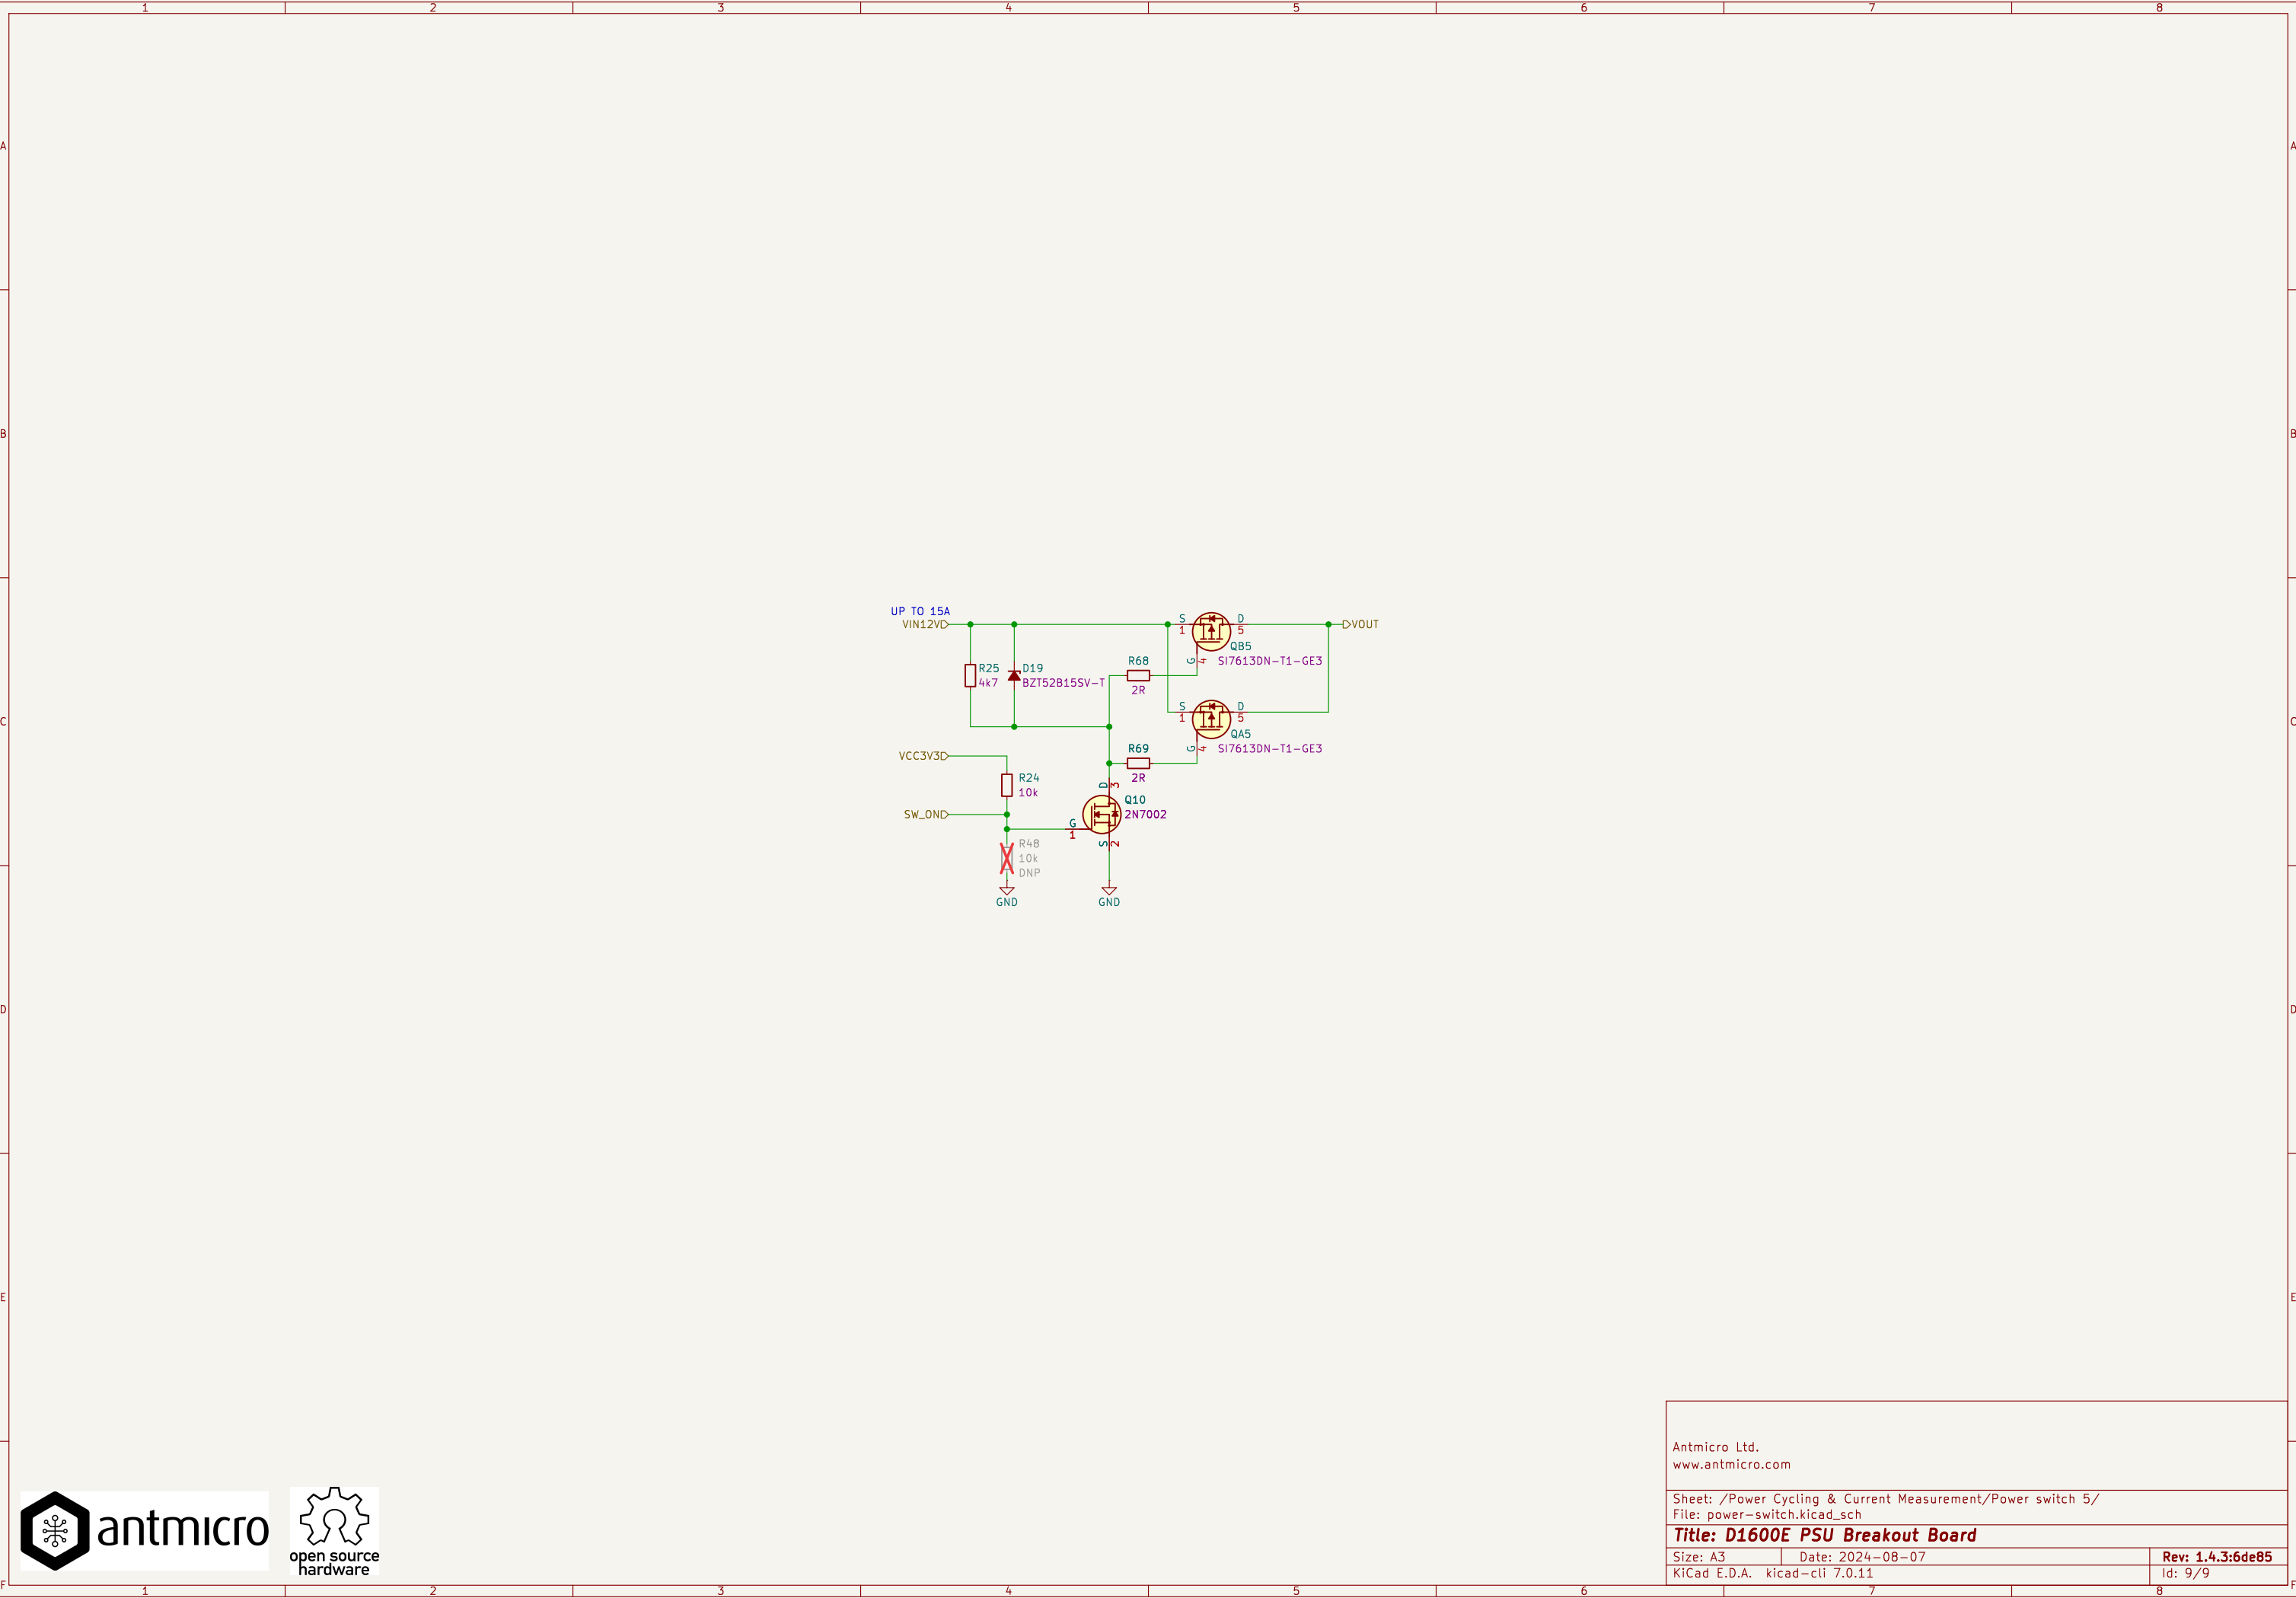 1 2 3 4 5 6 7 8
A A
B B
C C
D D
E E
F F
UP TO 15A
VIN12V
S D
1 5
QB5
G 4 SI7613DN-T1-GE3
VOUT
R25
4k7
D19
BZT52B15SV-T
R68
2R
S D
1 5
QA5
G 4 SI7613DN-T1-GE3
VCC3V3
R69
2R
R24
10k
D 3
Q10
2N7002
SW_ON
G
1
S 2
R48
10k
DNP
GND
GND
antmicro
open source
hardware
Antmicro Ltd.
www.antmicro.com
Sheet: /Power Cycling & Current Measurement/Power switch 5/
File: power-switch.kicad_sch
Title: D1600E PSU Breakout Board
Size: A3 Date: 2024-08-07 Rev: 1.4.3:6de85
KiCad E.D.A. kicad-cli 7.0.11 Id: 9/9
1 2 3 4 5 6 7 8